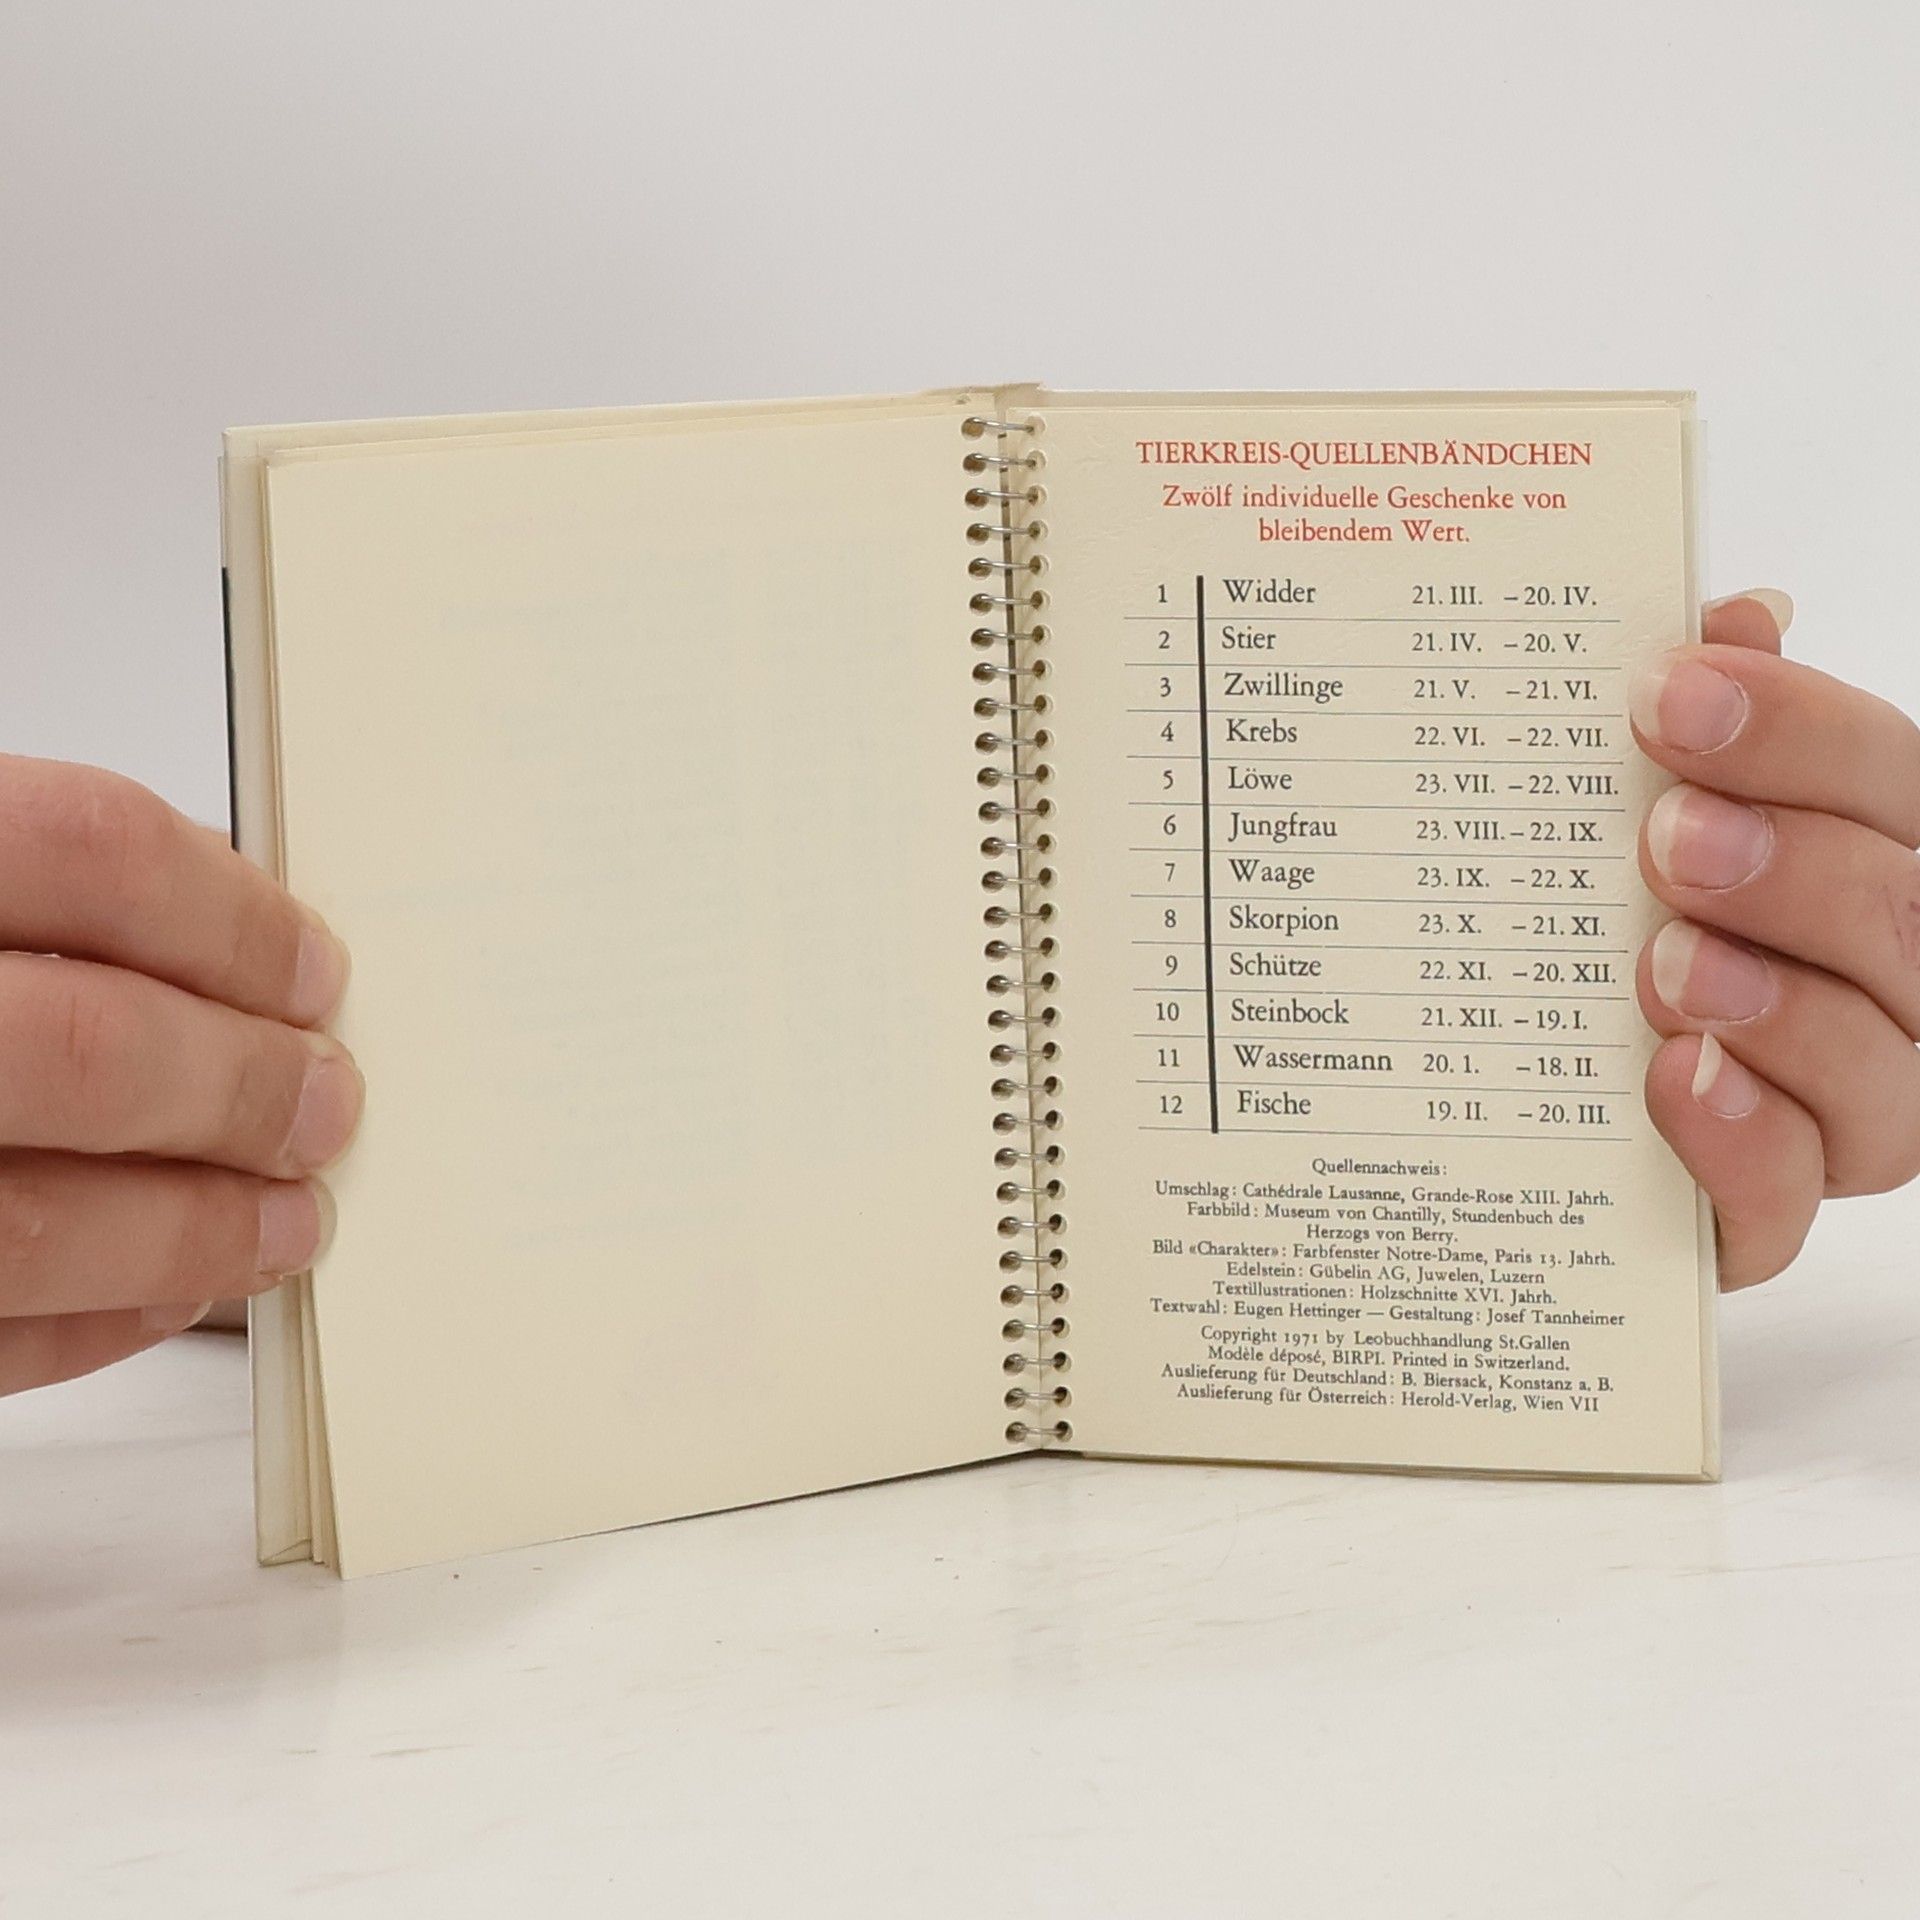 TIERKREIS-QUELLENBÄNDCHEN
Zwölf individuelle Geschenke von
bleibendem Wert.
1 Widder 21. III. – 20. IV.
2 Stier 21. IV. – 20. V.
3 Zwillinge 21. V. – 21. VI.
4 Krebs 22. VI. – 22. VII.
5 Löwe 23. VII. – 22. VIII.
6 Jungfrau 23. VIII. – 22. IX.
7 Waage 23. IX. – 22. X.
8 Skorpion 23. X. – 21. XI.
9 Schütze 22. XI. – 20. XII.
10 Steinbock 21. XII. – 19. I.
11 Wassermann 20. 1. – 18. II.
12 Fische 19. II. – 20. III.
Quellennachweis:
Umschlag: Cathédrale Lausanne, Grande-Rose XIII. Jahrh.
Farbbild: Museum von Chantilly, Stundenbuch des
Herzogs von Berry.
Bild «Charakter»: Farbfenster Notre-Dame, Paris 13. Jahrh.
Edelstein: Gübelin AG, Juwelen, Luzern
Textillustrationen: Holzschnitte XVI. Jahrh.
Textwahl: Eugen Hettinger — Gestaltung: Josef Tannheimer
Copyright 1971 by Leobuchhandlung St.Gallen
Modèle déposé, BIRPI. Printed in Switzerland.
Auslieferung für Deutschland: B. Biersack, Konstanz a. B.
Auslieferung für Österreich: Herold-Verlag, Wien VII